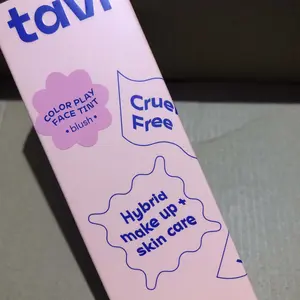 tavi
COLOR PLAY
FACE TINT
• blush •
Cruel
Free
Hybrid
make up +
skin care